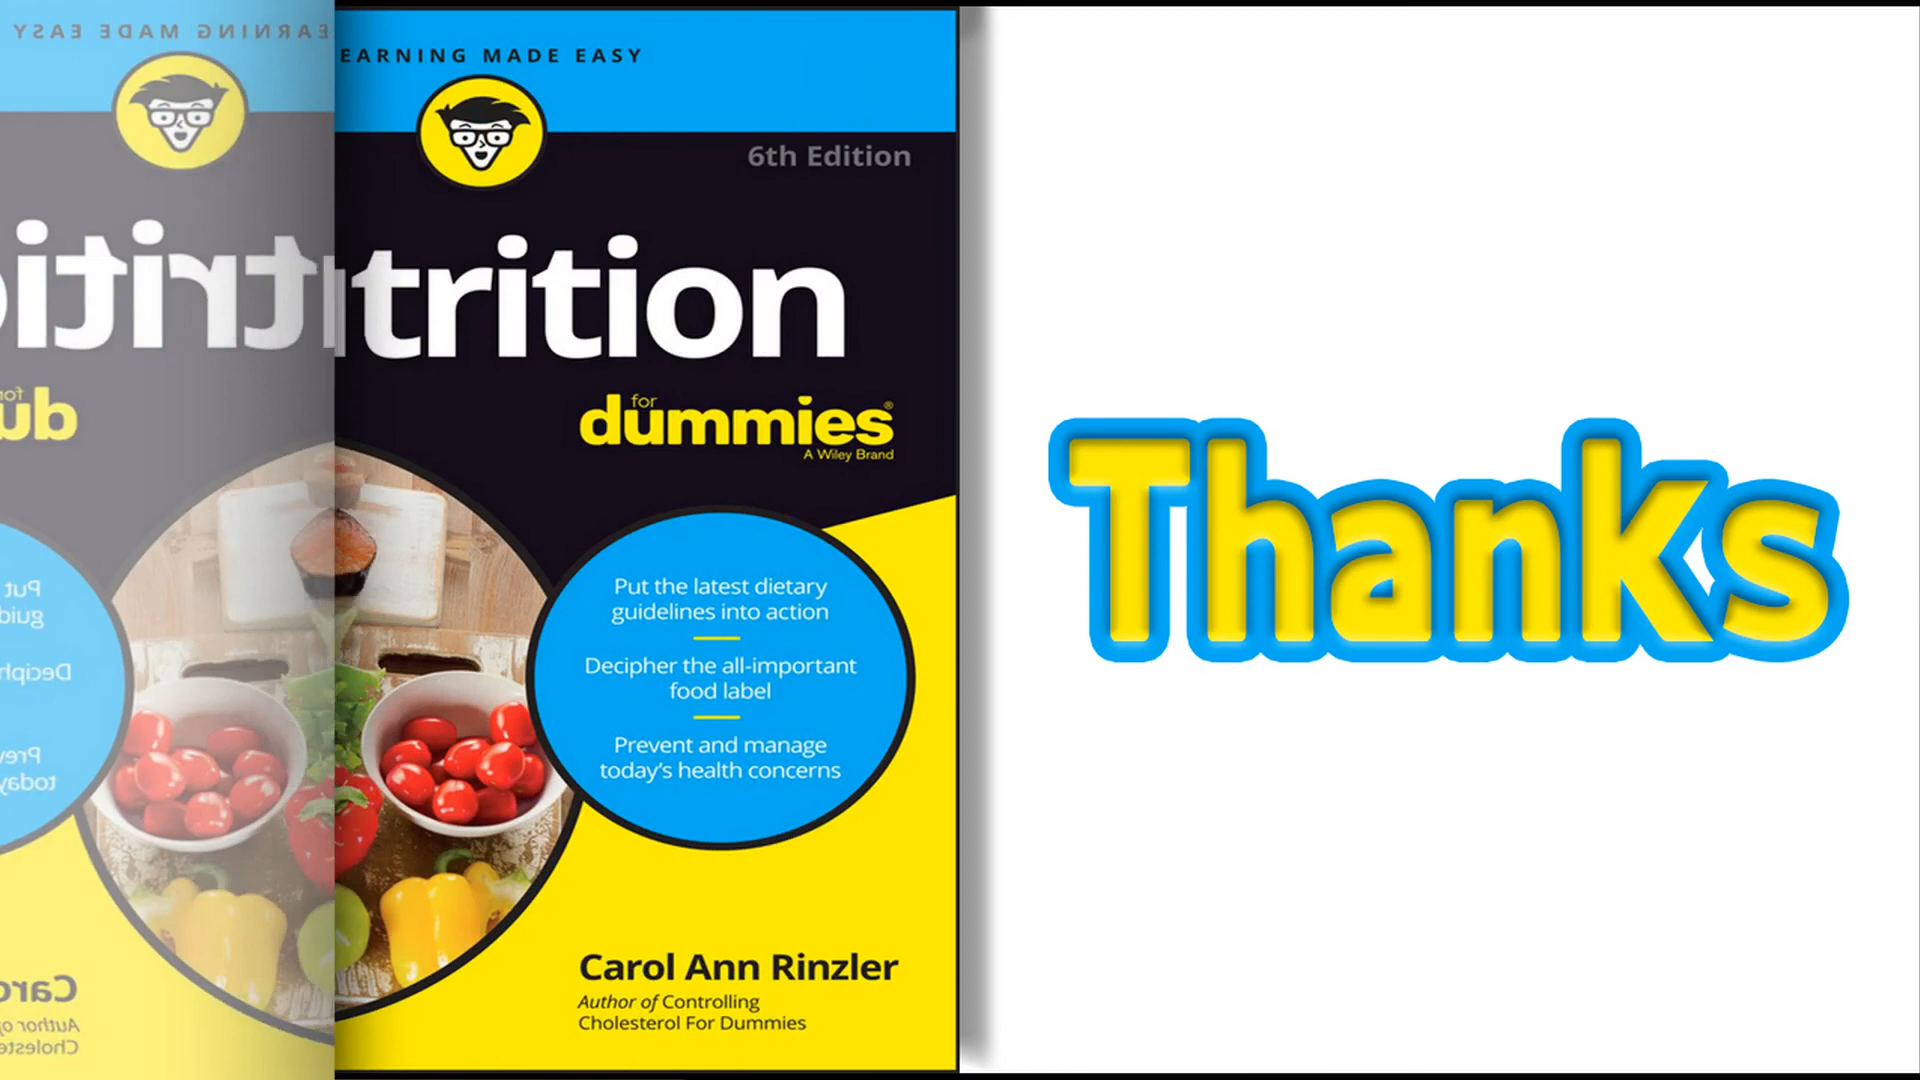 EARNING MADE EASY
6th Edition
trition
for
dummies®
A Wiley Brand
Put the latest dietary
guidelines into action
Decipher the all-important
food label
Prevent and manage
today's health concerns
Carol Ann Rinzler
Author of Controlling
Cholesterol For Dummies
Thanks